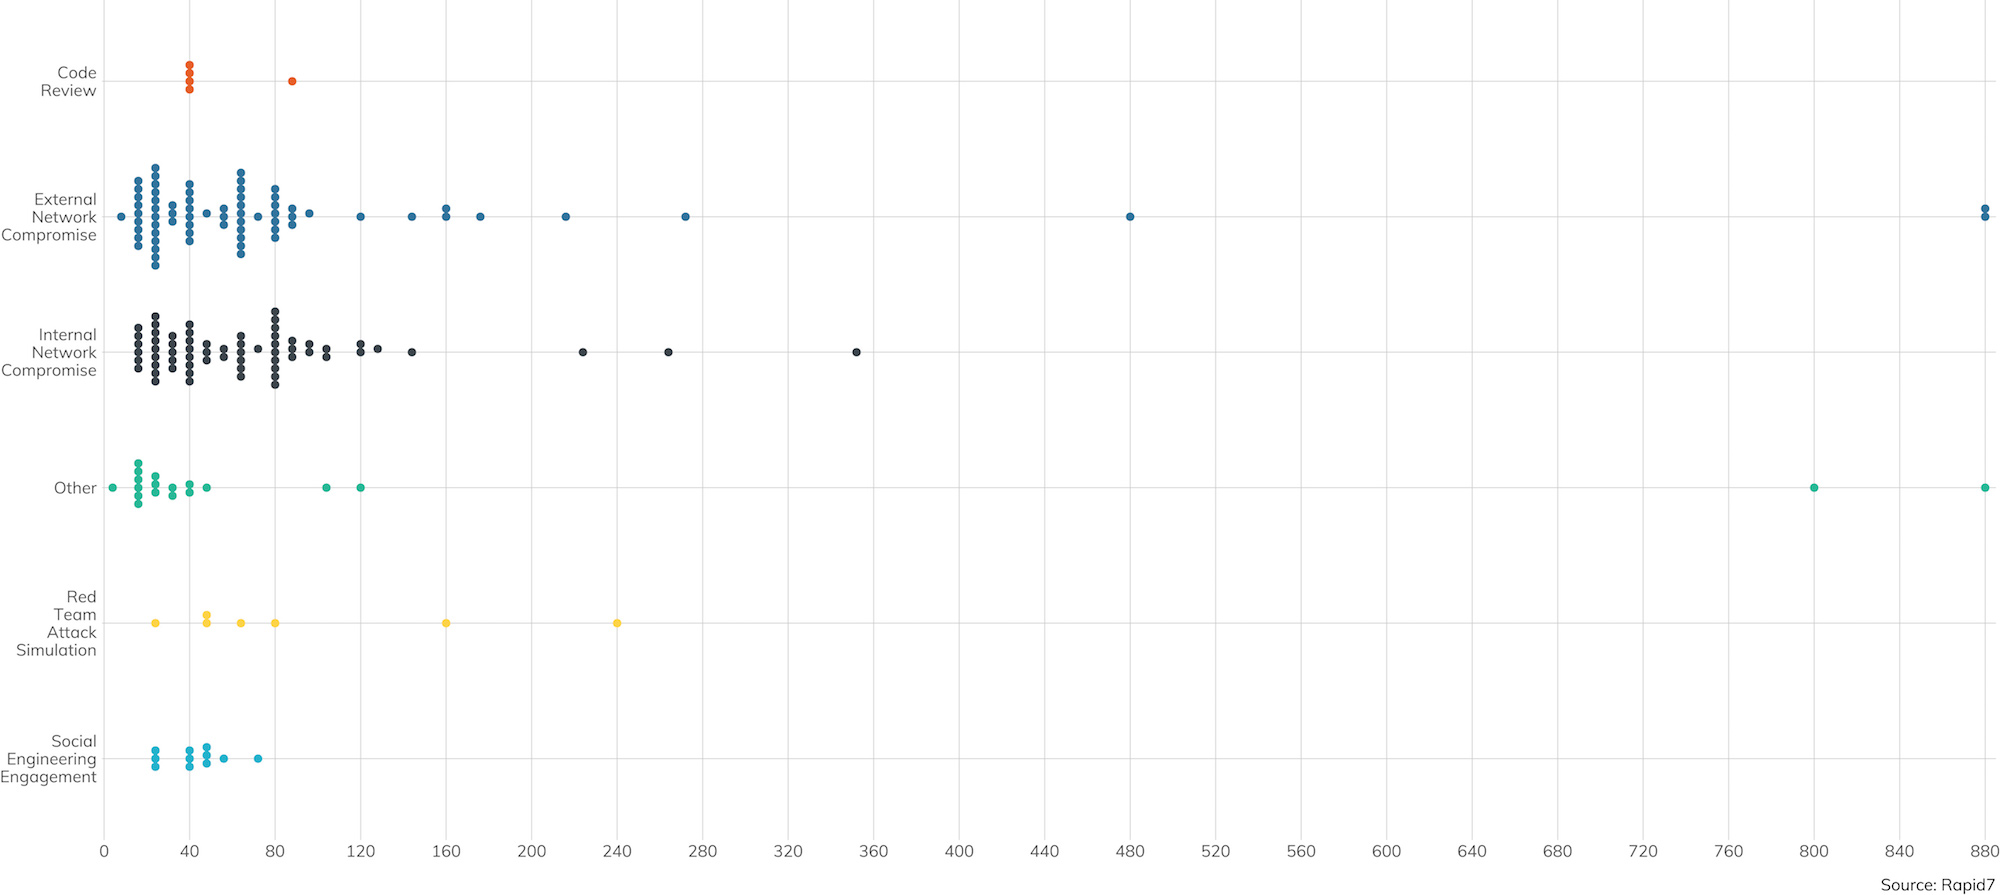 Code
Review
External
Network
Compromise
Internal
Network
Compromise
Other
Red
Team
Attack
Simulation
Social
Engineering
Engagement
0 40 80 120 160 200 240 280 320 360 400 440 480 520 560 600 640 680 720 760 800 840 880
Source: Rapid7